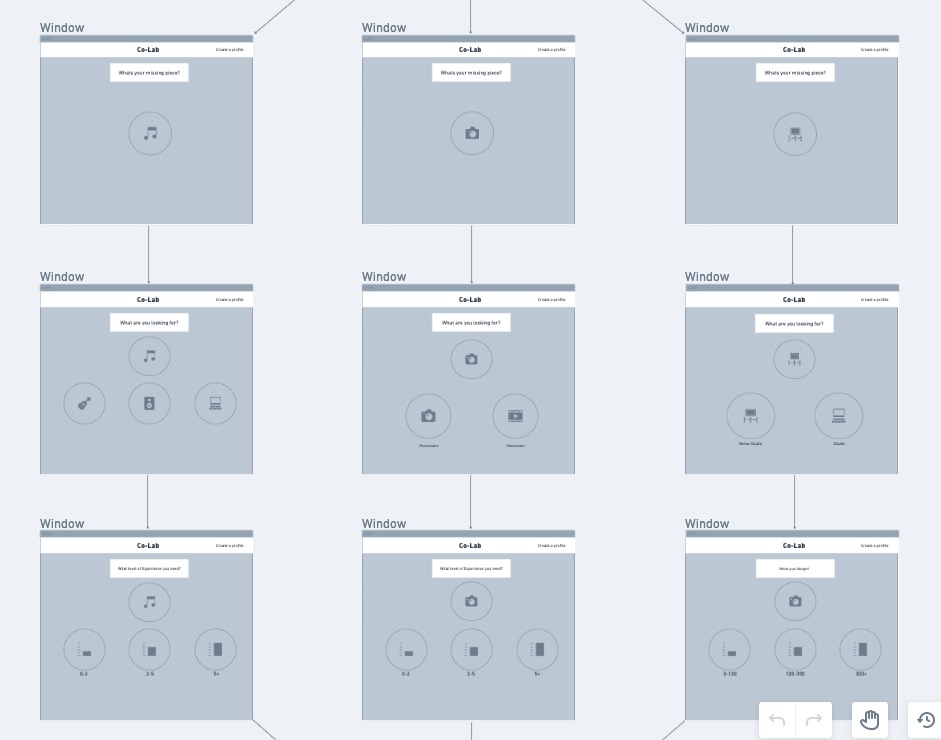 Window
Window
Window
Co-Lab
Create a profile
Co-Lab
Create a profile
Co-Lab
Create a profile
Whats your missing piece?
Whats your missing piece?
Whats your missing piece?
Window
Window
Window
Co-Lab
Create a profile
Co-Lab
Create a profile
Co-Lab
Create a profile
What are you looking for?
What are you looking for?
What are you looking for?
Venue Studio
Studio
Window
Window
Window
Co-Lab
Create a profile
Co-Lab
Create a profile
Co-Lab
Create a profile
What level of Experience you need?
What level of Experience you need?
Whats your Budget?
0-2
2-5
5+
0-2
2-5
5+
0-100
100-300
300+